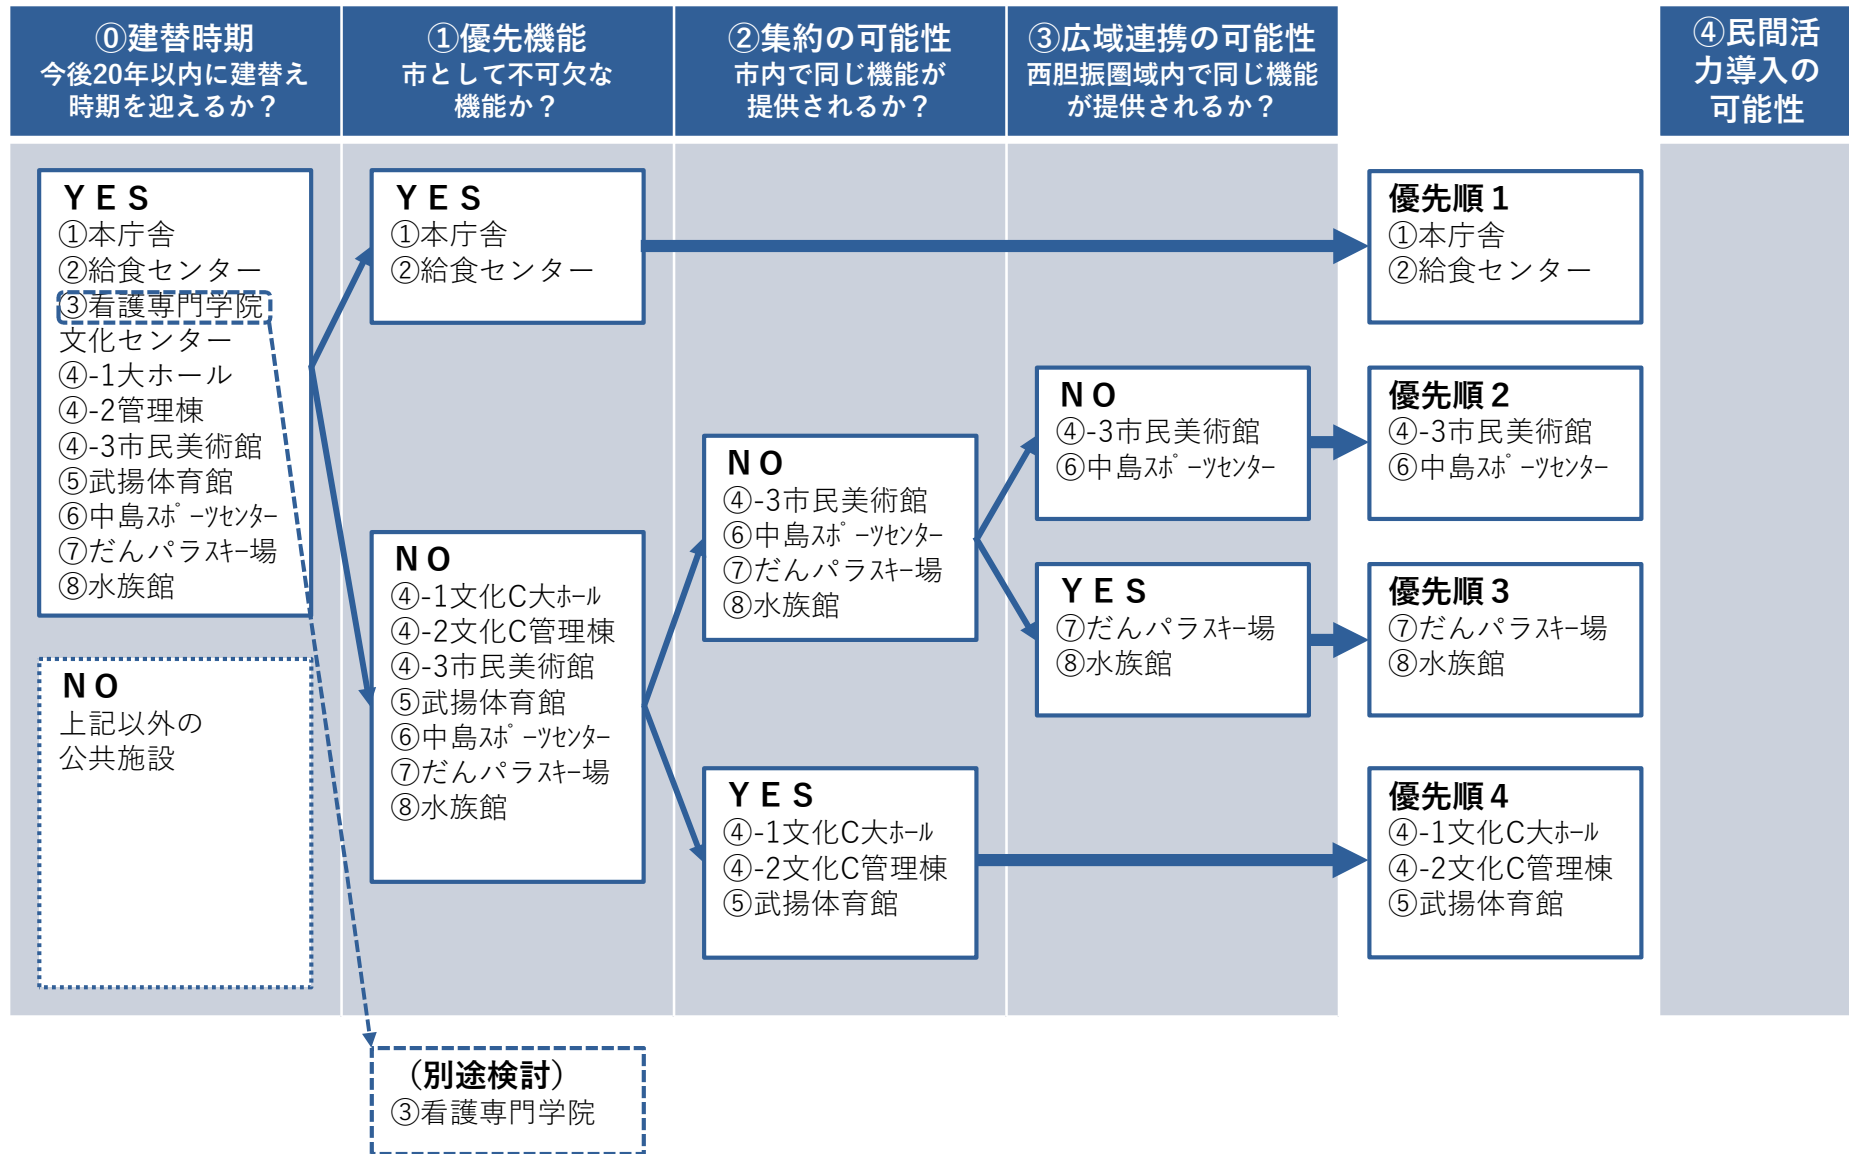 ⓪建替時期
今後20年以内に建替え
時期を迎えるか？
①優先機能
市として不可欠な
機能か？
②集約の可能性
市内で同じ機能が
提供されるか？
③広域連携の可能性
西胆振圏域内で同じ機能
が提供されるか？
④民間活
力導入の
可能性
ＹＥＳ
①本庁舎
②給食センター
③看護専門学院
文化センター
④-1大ホール
④-2管理棟
④-3市民美術館
⑤武揚体育館
⑥中島ｽﾎﾟｰﾂｾﾝﾀｰ
⑦だんパラｽｷｰ場
⑧水族館
ＮＯ
上記以外の
公共施設
ＹＥＳ
①本庁舎
②給食センター
ＮＯ
④-1文化C大ﾎｰﾙ
④-2文化C管理棟
④-3市民美術館
⑤武揚体育館
⑥中島ｽﾎﾟｰﾂｾﾝﾀｰ
⑦だんパラｽｷｰ場
⑧水族館
（別途検討）
③看護専門学院
ＮＯ
④-3市民美術館
⑥中島ｽﾎﾟｰﾂｾﾝﾀｰ
⑦だんパラｽｷｰ場
⑧水族館
ＹＥＳ
④-1文化C大ﾎｰﾙ
④-2文化C管理棟
⑤武揚体育館
ＮＯ
④-3市民美術館
⑥中島ｽﾎﾟｰﾂｾﾝﾀｰ
ＹＥＳ
⑦だんパラｽｷｰ場
⑧水族館
優先順１
①本庁舎
②給食センター
優先順２
④-3市民美術館
⑥中島ｽﾎﾟｰﾂｾﾝﾀｰ
優先順３
⑦だんパラｽｷｰ場
⑧水族館
優先順４
④-1文化C大ﾎｰﾙ
④-2文化C管理棟
⑤武揚体育館